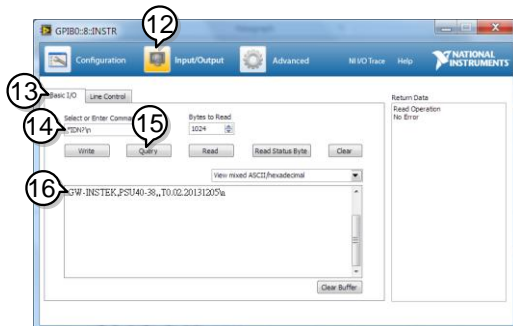 GPIB0::8::INSTR
12
Configuration
Input/Output
Advanced
NI I/O Trace
Help
NATIONAL
INSTRUMENTS
13
Basic I/O
Line Control
Return Data
Read Operation
No Error
14
Select or Enter Comma
15
Bytes to Read
*IDN?\n
1024
Write
Query
Read
Read Status Byte
Clear
View mixed ASCII/hexadecimal
16
GW-INSTEK,PSU40-38,,T0.02.20131205\n
Clear Buffer